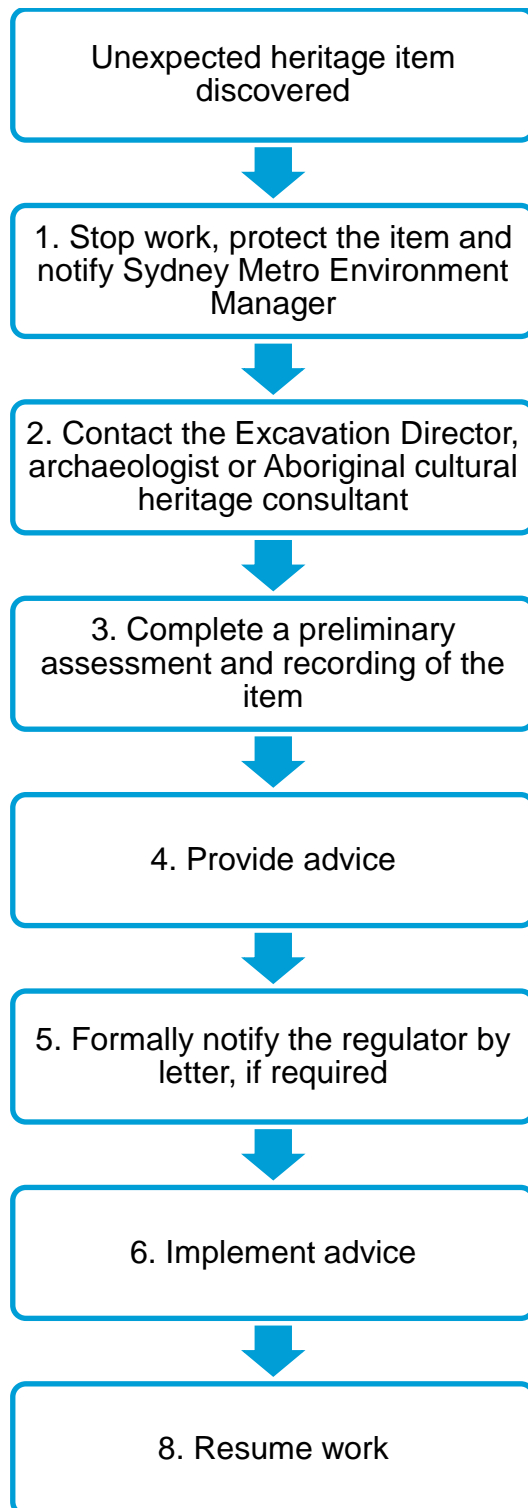 Unexpected heritage item
discovered
1. Stop work, protect the item and
notify Sydney Metro Environment
Manager
2. Contact the Excavation Director,
archaeologist or Aboriginal cultural
heritage consultant
3. Complete a preliminary
assessment and recording of the
item
4. Provide advice
5. Formally notify the regulator by
letter, if required
6. Implement advice
8. Resume work